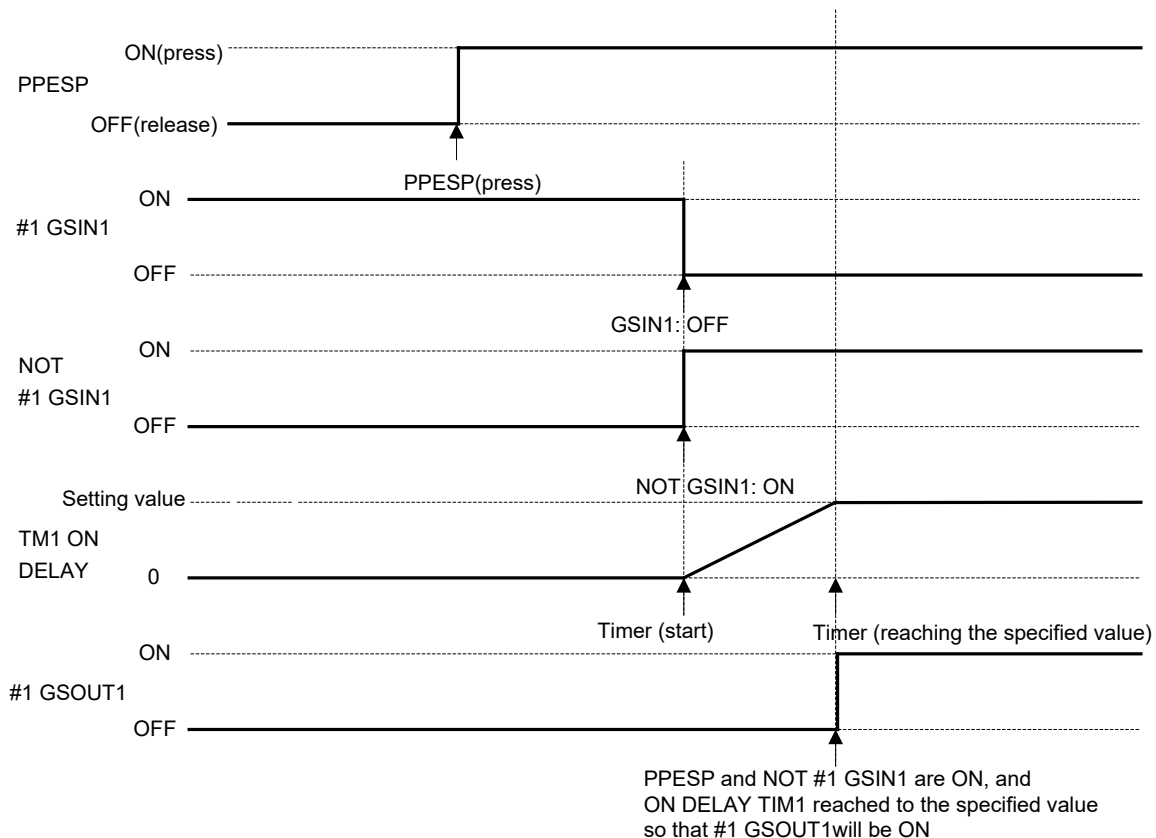 ON(press)
PPESP
OFF(release)
PPESP(press)
ON
#1 GSIN1
OFF
GSIN1: OFF
ON
NOT
#1 GSIN1
OFF
NOT GSIN1: ON
Setting value
TM1 ON
DELAY
0
Timer (start)
Timer (reaching the specified value)
ON
#1 GSOUT1
OFF
PPESP and NOT #1 GSIN1 are ON, and
ON DELAY TIM1 reached to the specified value
so that #1 GSOUT1will be ON